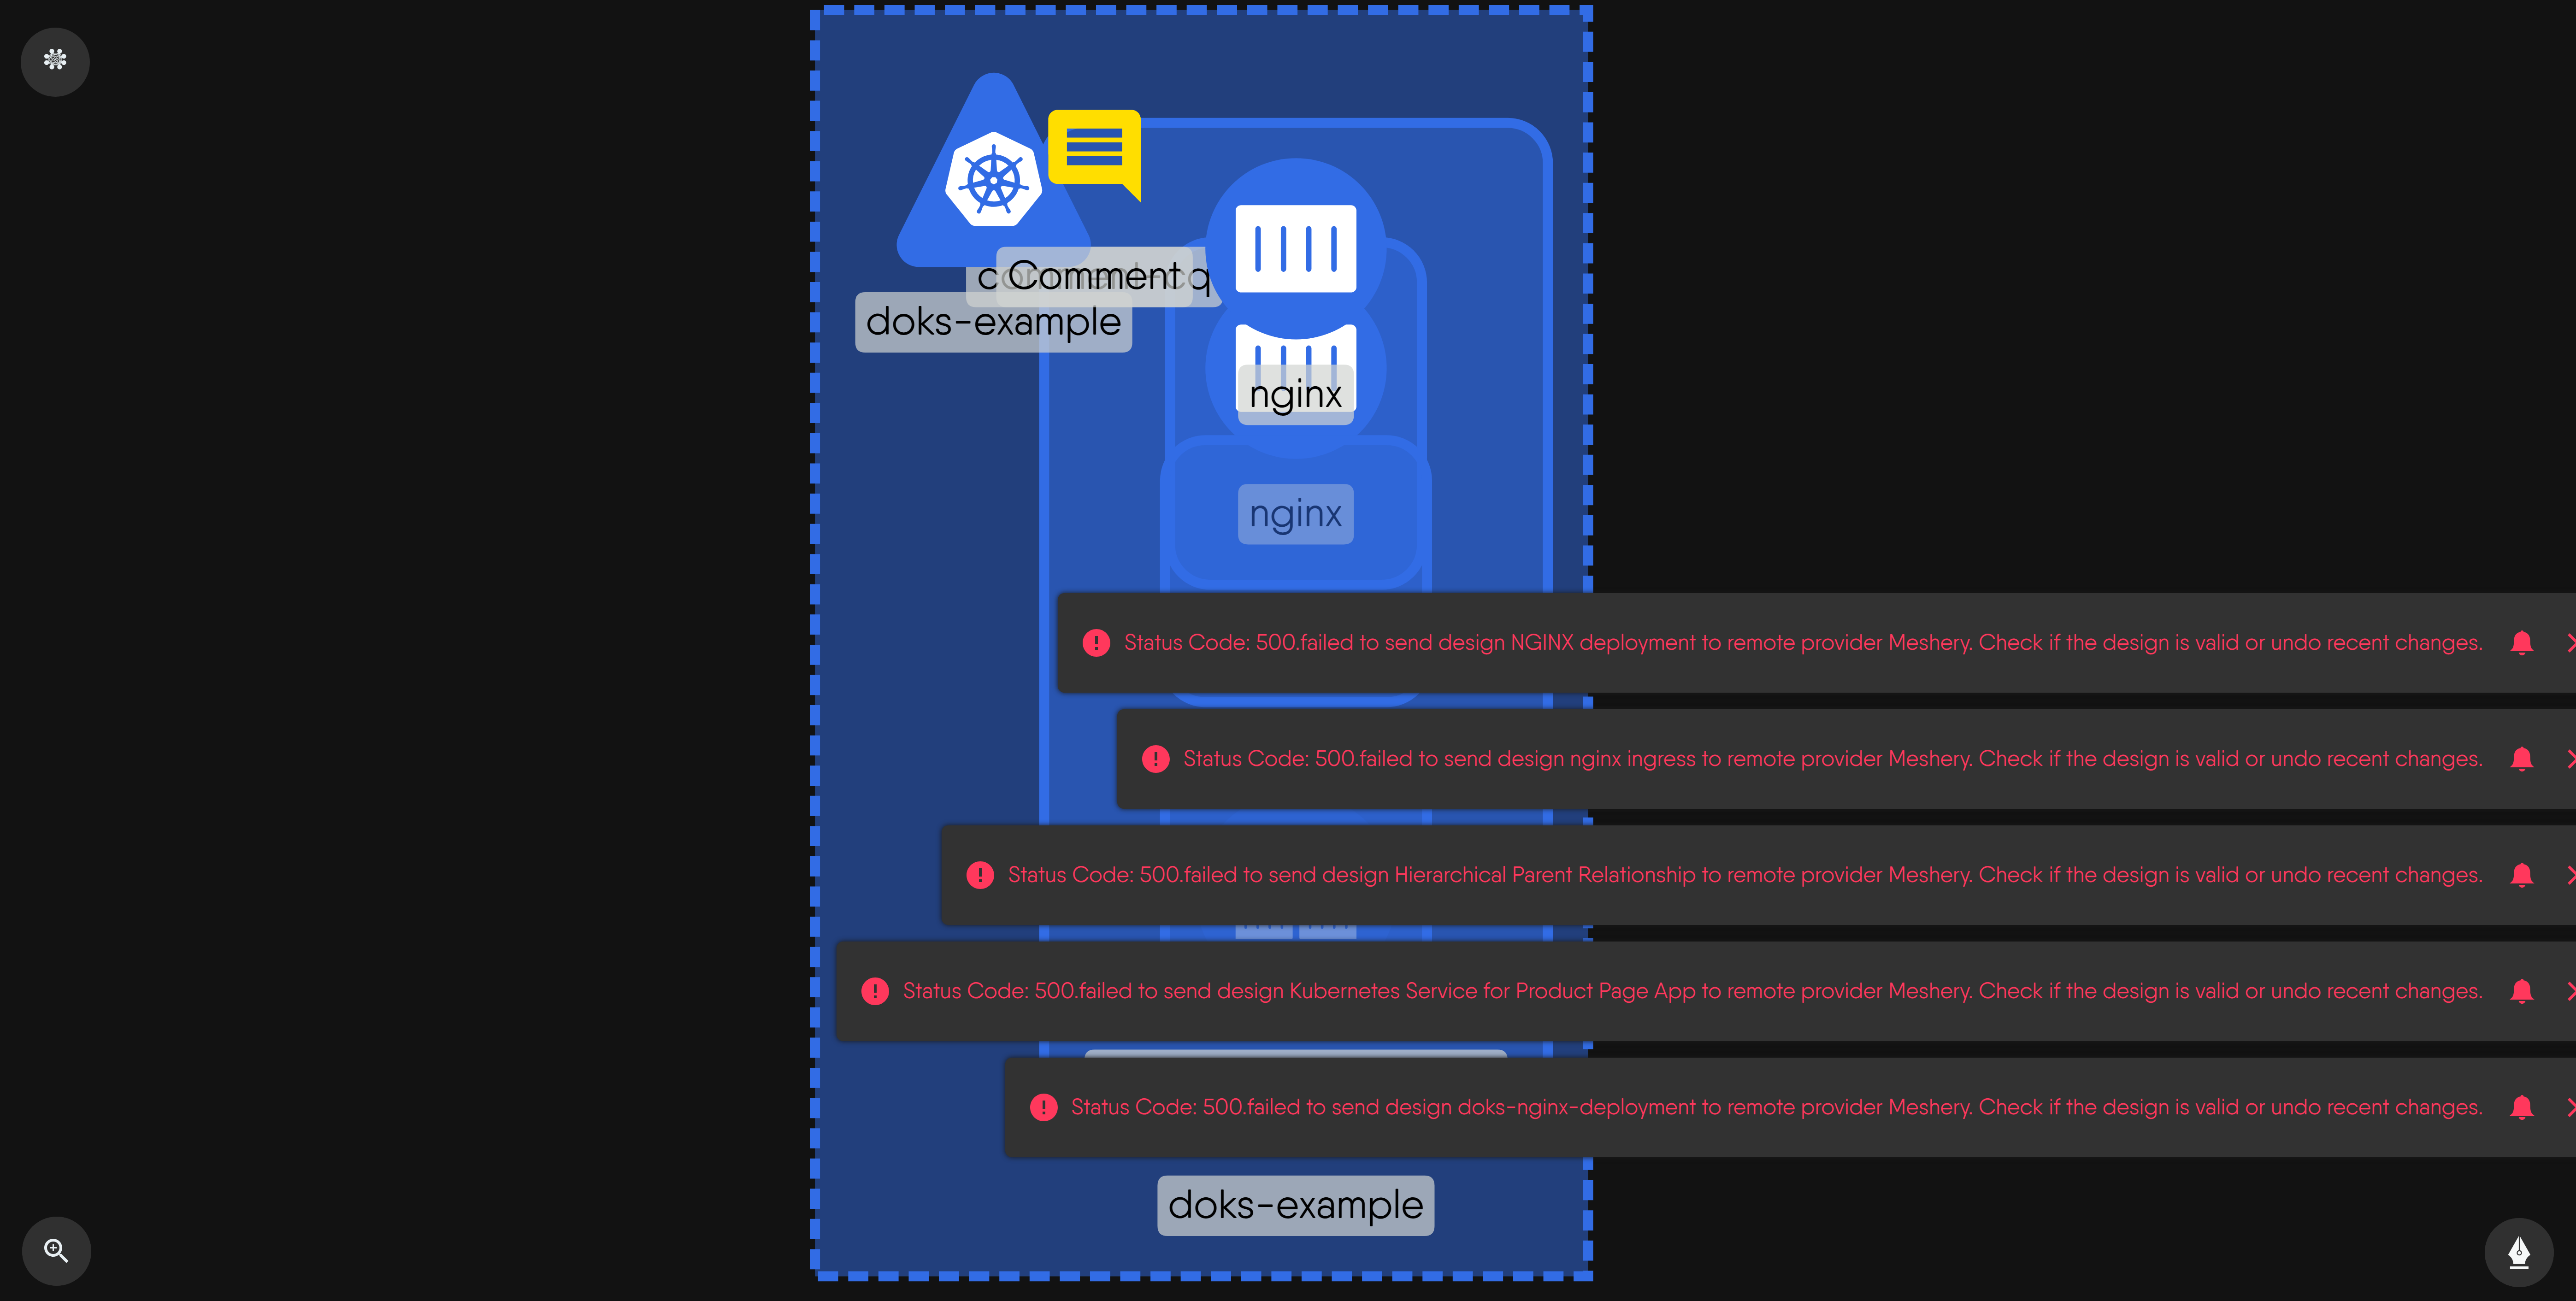 Comment
doks-example
nginx
nginx
Status Code: 500.failed to send design NGINX deployment to remote provider Meshery. Check if the design is valid or undo recent changes.
Status Code: 500.failed to send design nginx ingress to remote provider Meshery. Check if the design is valid or undo recent changes.
Status Code: 500.failed to send design Hierarchical Parent Relationship to remote provider Meshery. Check if the design is valid or undo recent changes.
Status Code: 500.failed to send design Kubernetes Service for Product Page App to remote provider Meshery. Check if the design is valid or undo recent changes.
Status Code: 500.failed to send design doks-nginx-deployment to remote provider Meshery. Check if the design is valid or undo recent changes.
doks-example